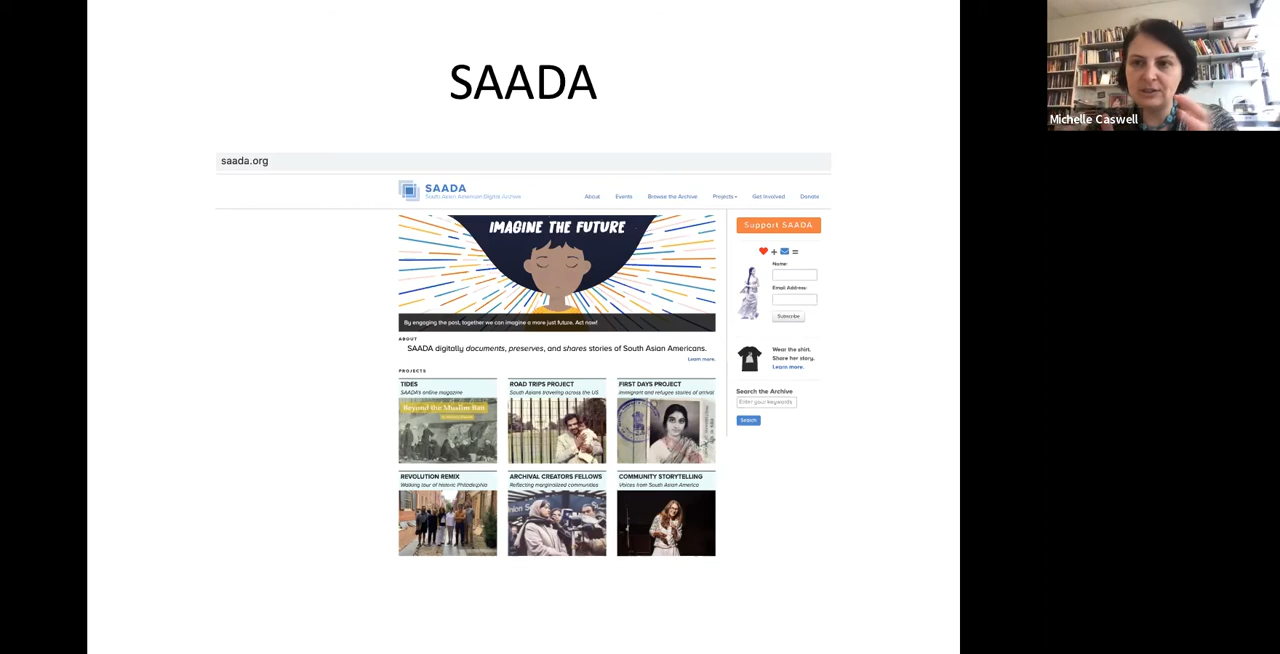 SAADA
saada.org
SAADA
South Asian American Digital Archive
About
Events
Browse the Archive
Projects
Get Involved
Donate
IMAGINE THE FUTURE
By engaging the past, together we can imagine a more just future. Act now!
ABOUT
SAADA digitally documents, preserves, and shares stories of South Asian Americans.
Learn more.
PROJECTS
TIDES
SAADA's online magazine
Beyond the Muslim Ban
ROAD TRIPS PROJECT
South Asians traveling across the US
FIRST DAYS PROJECT
Immigrant and refugee stories of arrival
REVOLUTION REMIX
Walking tour of historic Philadelphia
ARCHIVAL CREATORS FELLOWS
Reflecting marginalized communities
COMMUNITY STORYTELLING
Voices from South Asian America
Support SAADA
+ =
Name:
Email Address:
Subscribe
Wear the shirt.
Share her story.
Learn more.
Search the Archive
Enter your keywords
Search
Michelle Caswell